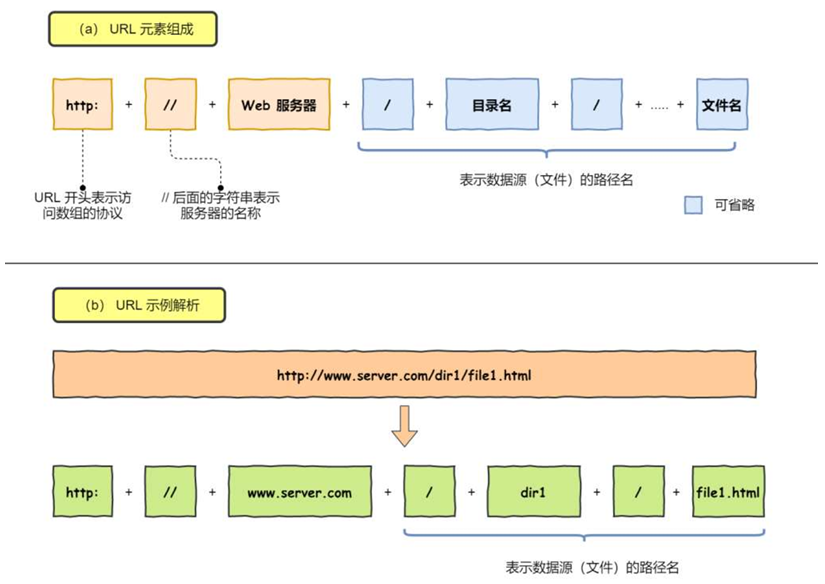 （a） URL 元素组成
http: + // + Web 服务器 + / + 目录名 + / + ..... + 文件名
表示数据源（文件）的路径名
URL 开头表示访
问数组的协议
// 后面的字符串表示
服务器的名称
可省略
（b） URL 示例解析
http://www.server.com/dir1/file1.html
http: + // + www.server.com + / + dir1 + / + file1.html
表示数据源（文件）的路径名